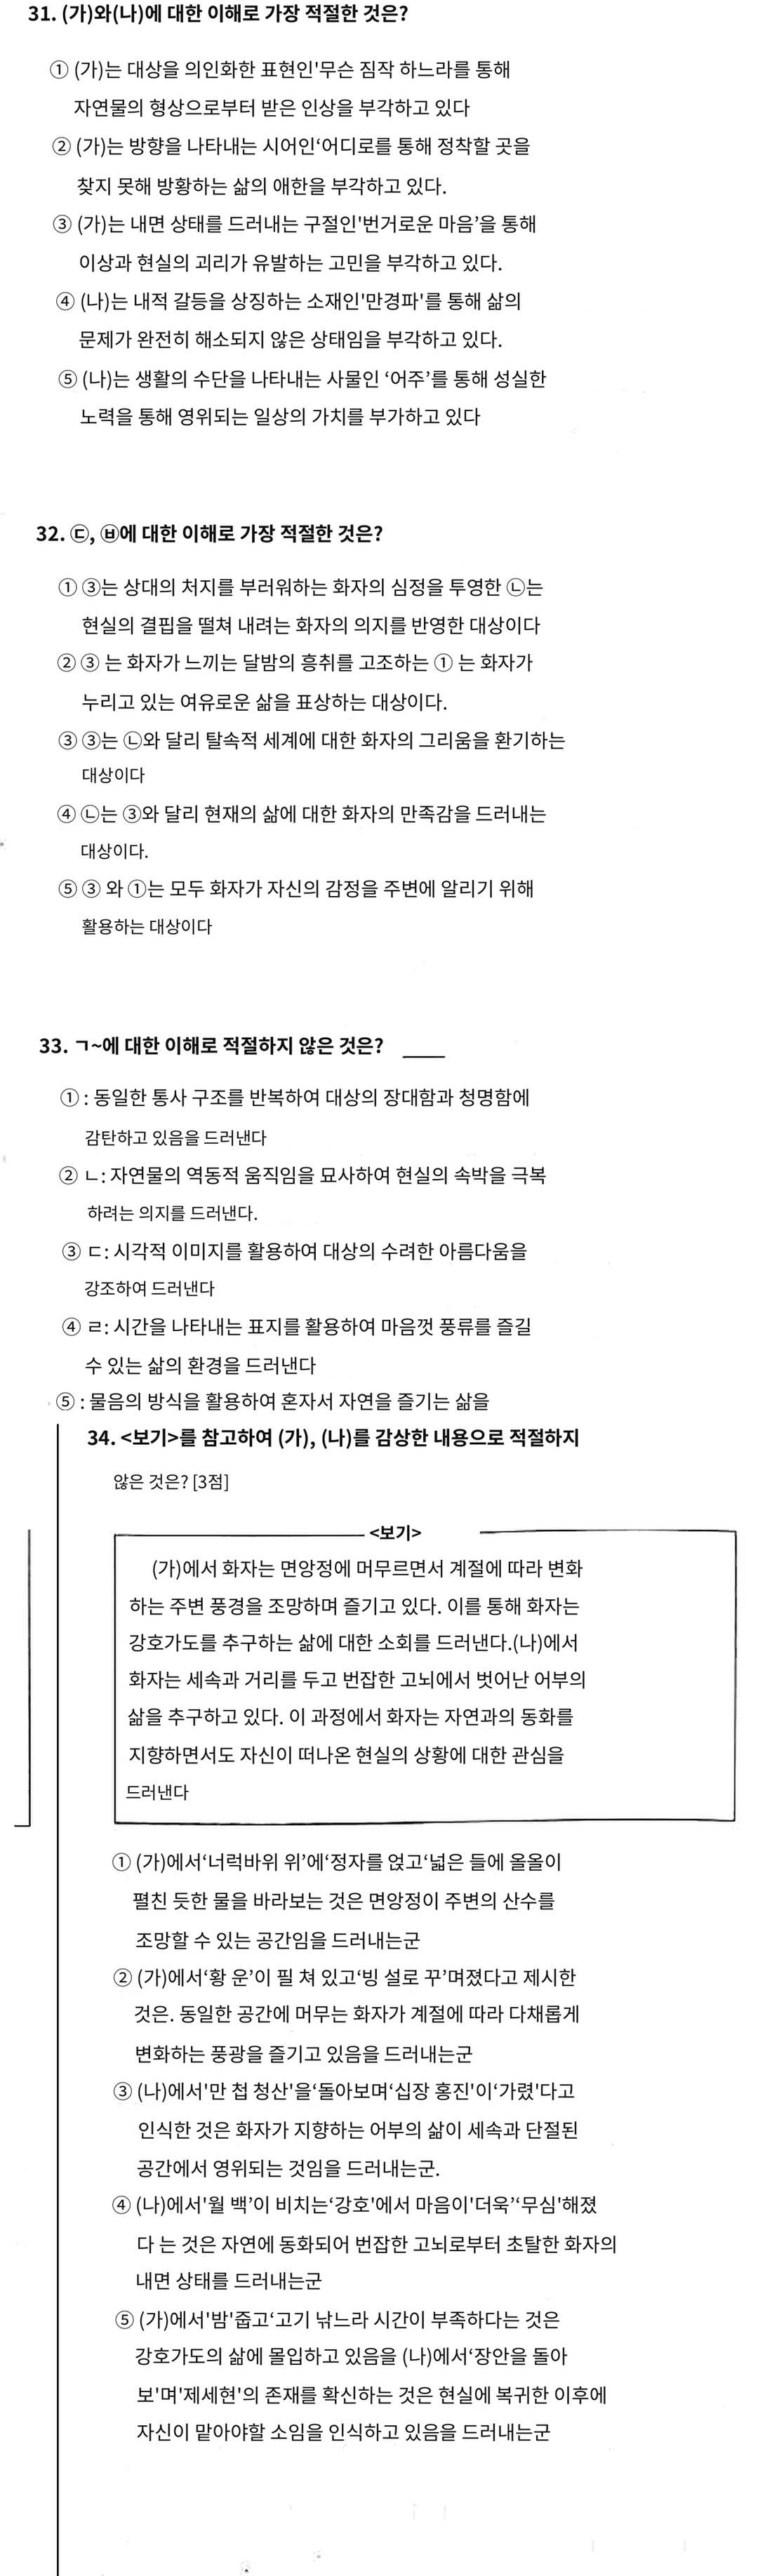 31. (가)와(나)에 대한 이해로 가장 적절한 것은?
① (가)는 대상을 의인화한 표현인'무슨 짐작 하느라를 통해
자연물의 형상으로부터 받은 인상을 부각하고 있다
② (가)는 방향을 나타내는 시어인‘어디로를 통해 정착할 곳을
찾지 못해 방황하는 삶의 애한을 부각하고 있다.
③ (가)는 내면 상태를 드러내는 구절인'번거로운 마음’을 통해
이상과 현실의 괴리가 유발하는 고민을 부각하고 있다.
④ (나)는 내적 갈등을 상징하는 소재인'만경파'를 통해 삶의
문제가 완전히 해소되지 않은 상태임을 부각하고 있다.
⑤ (나)는 생활의 수단을 나타내는 사물인 ‘어주’를 통해 성실한
노력을 통해 영위되는 일상의 가치를 부가하고 있다
32. ㉢, ㉥에 대한 이해로 가장 적절한 것은?
① ③는 상대의 처지를 부러워하는 화자의 심정을 투영한 ㉡는
현실의 결핍을 떨쳐 내려는 화자의 의지를 반영한 대상이다
② ③ 는 화자가 느끼는 달밤의 흥취를 고조하는 ① 는 화자가
누리고 있는 여유로운 삶을 표상하는 대상이다.
③ ③는 ㉡와 달리 탈속적 세계에 대한 화자의 그리움을 환기하는
대상이다
④ ㉡는 ③와 달리 현재의 삶에 대한 화자의 만족감을 드러내는
대상이다.
⑤ ③ 와 ①는 모두 화자가 자신의 감정을 주변에 알리기 위해
활용하는 대상이다
33. ㄱ~에 대한 이해로 적절하지 않은 것은?
① : 동일한 통사 구조를 반복하여 대상의 장대함과 청명함에
감탄하고 있음을 드러낸다
② ㄴ: 자연물의 역동적 움직임을 묘사하여 현실의 속박을 극복
하려는 의지를 드러낸다.
③ ㄷ: 시각적 이미지를 활용하여 대상의 수려한 아름다움을
강조하여 드러낸다
④ ㄹ: 시간을 나타내는 표지를 활용하여 마음껏 풍류를 즐길
수 있는 삶의 환경을 드러낸다
⑤ : 물음의 방식을 활용하여 혼자서 자연을 즐기는 삶을
34. <보기>를 참고하여 (가), (나)를 감상한 내용으로 적절하지
않은 것은? [3점]
<보기>
(가)에서 화자는 면앙정에 머무르면서 계절에 따라 변화
하는 주변 풍경을 조망하며 즐기고 있다. 이를 통해 화자는
강호가도를 추구하는 삶에 대한 소회를 드러낸다.(나)에서
화자는 세속과 거리를 두고 번잡한 고뇌에서 벗어난 어부의
삶을 추구하고 있다. 이 과정에서 화자는 자연과의 동화를
지향하면서도 자신이 떠나온 현실의 상황에 대한 관심을
드러낸다
① (가)에서‘너럭바위 위’에‘정자를 얹고‘넓은 들에 올올이
펼친 듯한 물을 바라보는 것은 면앙정이 주변의 산수를
조망할 수 있는 공간임을 드러내는군
② (가)에서‘황 운’이 필 쳐 있고‘빙 설로 꾸’며졌다고 제시한
것은. 동일한 공간에 머무는 화자가 계절에 따라 다채롭게
변화하는 풍광을 즐기고 있음을 드러내는군
③ (나)에서'만 첩 청산'을‘돌아보며‘십장 홍진'이‘가렸'다고
인식한 것은 화자가 지향하는 어부의 삶이 세속과 단절된
공간에서 영위되는 것임을 드러내는군.
④ (나)에서'월 백’이 비치는‘강호'에서 마음이'더욱’‘무심'해졌
다 는 것은 자연에 동화되어 번잡한 고뇌로부터 초탈한 화자의
내면 상태를 드러내는군
⑤ (가)에서'밤'줍고‘고기 낚느라 시간이 부족하다는 것은
강호가도의 삶에 몰입하고 있음을 (나)에서‘장안을 돌아
보'며'제세현'의 존재를 확신하는 것은 현실에 복귀한 이후에
자신이 맡아야할 소임을 인식하고 있음을 드러내는군